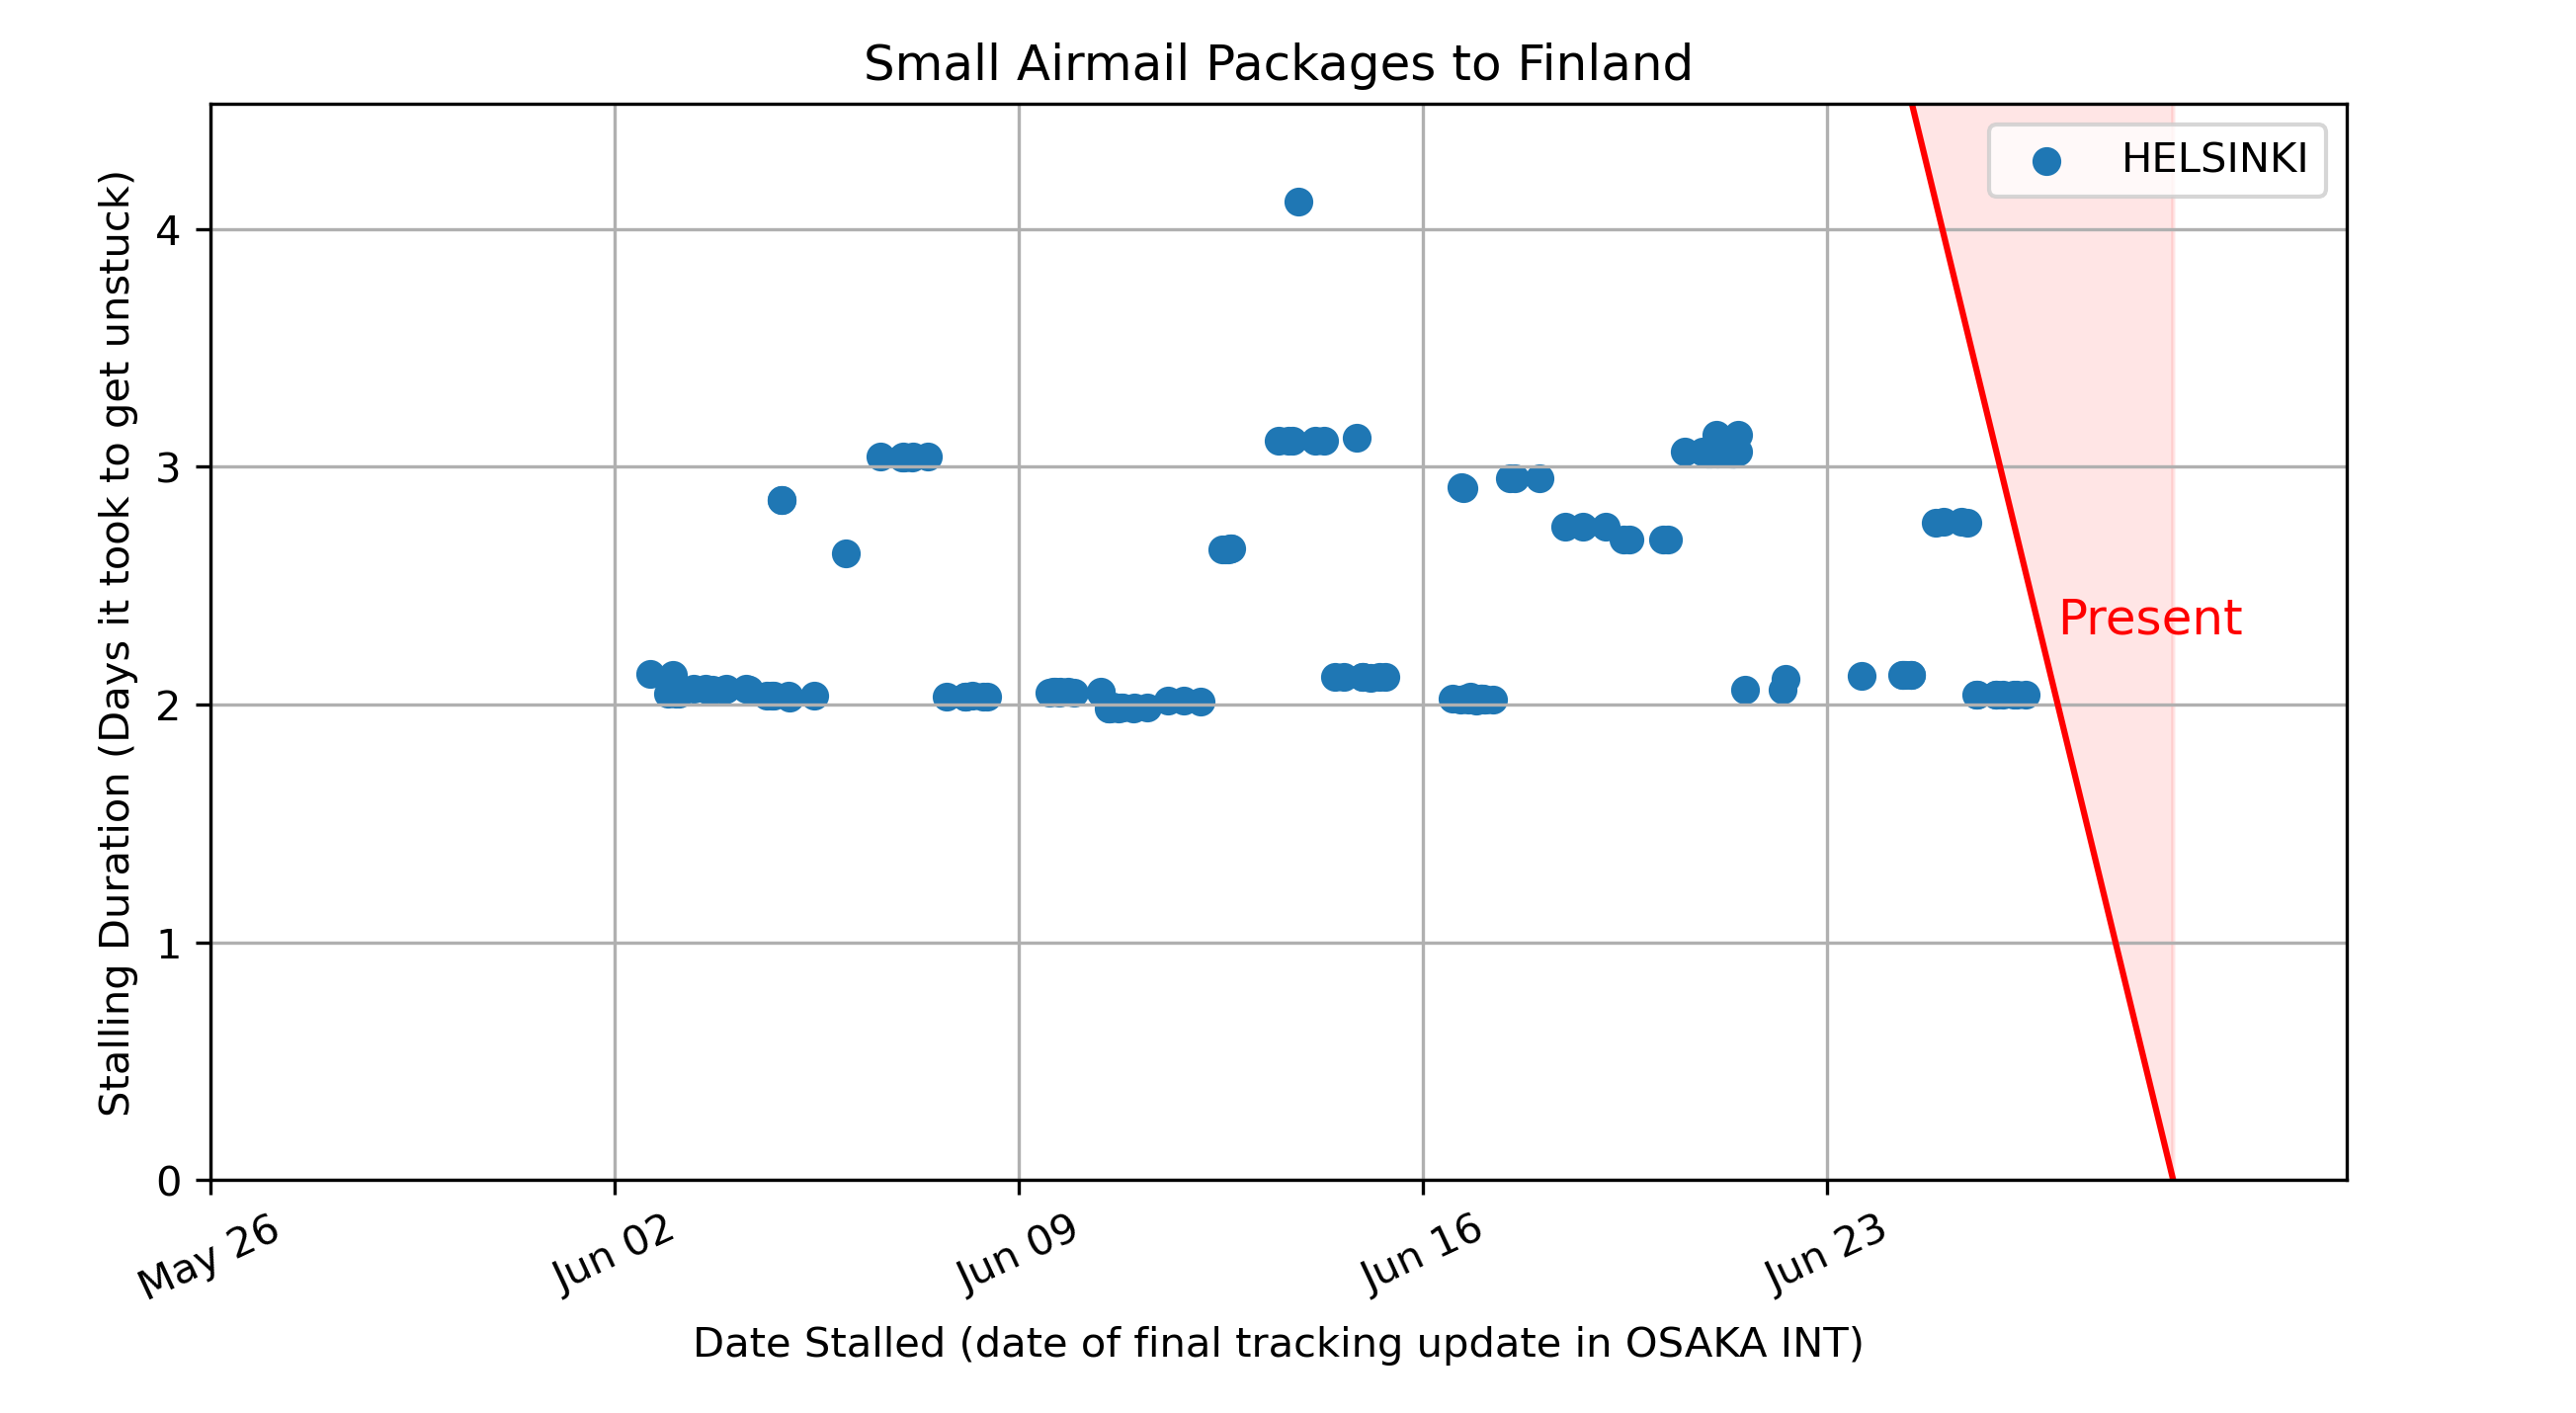 Small Airmail Packages to Finland
HELSINKI
Stalling Duration (Days it took to get unstuck)
4
3
2
1
0
Present
May 26
Jun 02
Jun 09
Jun 16
Jun 23
Date Stalled (date of final tracking update in OSAKA INT)